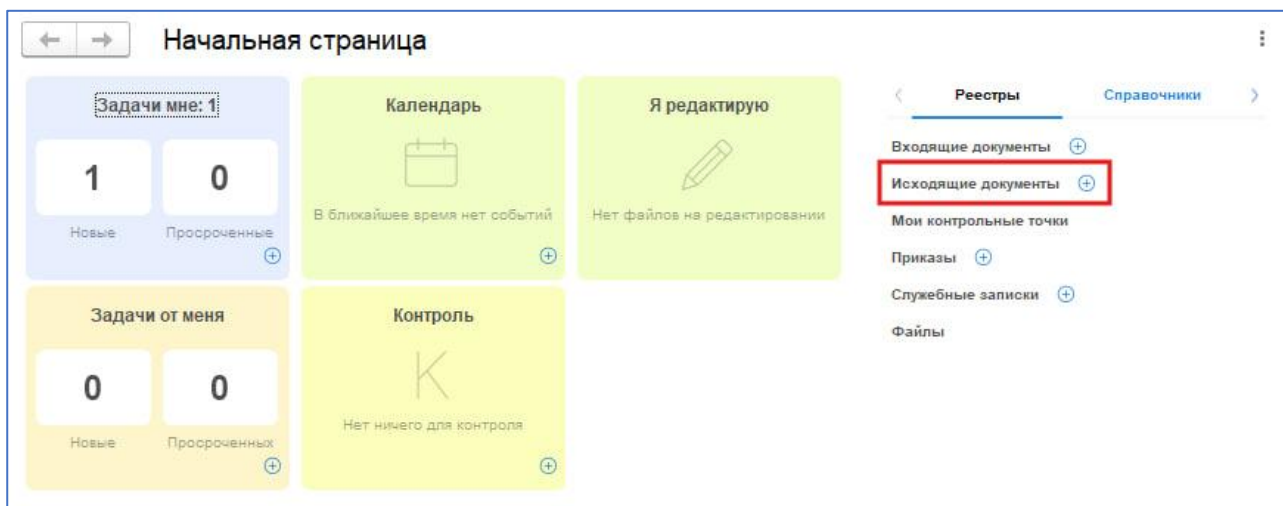 Начальная страница
Задачи мне: 1
1 0
Новые Просроченные
Календарь
В ближайшее время нет событий
Я редактирую
Нет файлов на редактировании
Задачи от меня
0 0
Новые Просроченных
Контроль
K
Нет ничего для контроля
Реестры Справочники
Входящие документы
Исходящие документы
Мои контрольные точки
Приказы
Служебные записки
Файлы